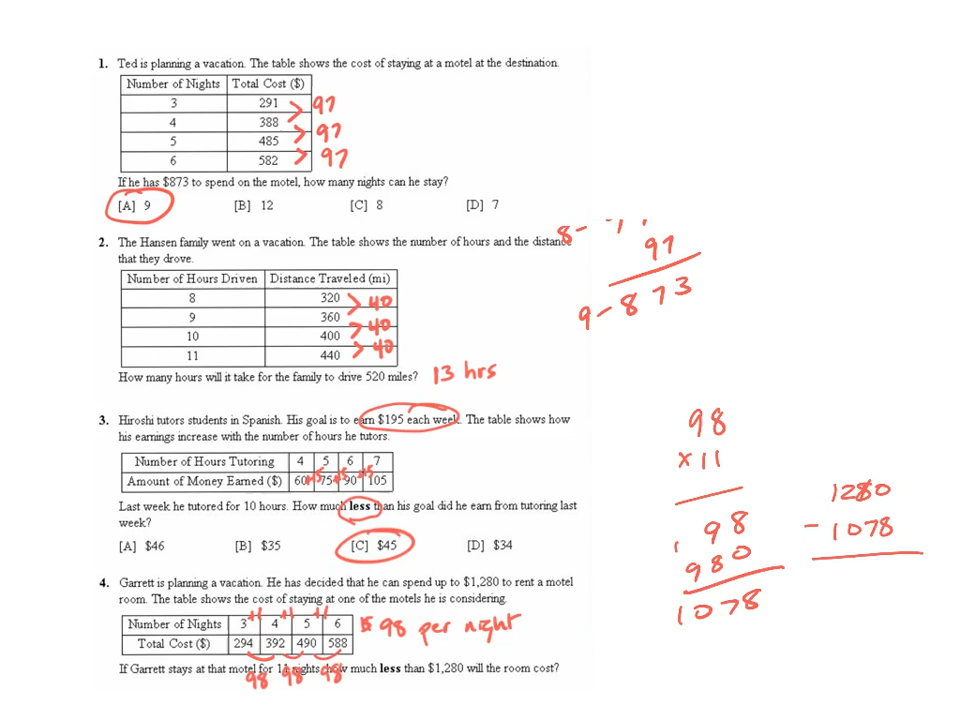 1. Ted is planning a vacation. The table shows the cost of staying at a motel at the destination.
Number of Nights Total Cost ($)
3 291
97
4 388
97
5 485
97
6 582
If he has $873 to spend on the motel, how many nights can he stay?
[A] 9 [B] 12 [C] 8 [D] 7
8-
97
9-873
2. The Hansen family went on a vacation. The table shows the number of hours and the distance
that they drove.
Number of Hours Driven Distance Traveled (mi)
8 320
40
9 360
40
10 400
40
11 440
How many hours will it take for the family to drive 520 miles? 13 hrs
3. Hiroshi tutors students in Spanish. His goal is to earn $195 each week. The table shows how
his earnings increase with the number of hours he tutors.
Number of Hours Tutoring 4 5 6 7
Amount of Money Earned ($) 60 75 90 105
Last week he tutored for 10 hours. How much less than his goal did he earn from tutoring last
week?
[A] $46 [B] $35 [C] $45 [D] $34
98
x 11
98
980
1078
1280
- 1078
4. Garrett is planning a vacation. He has decided that he can spend up to $1,280 to rent a motel
room. The table shows the cost of staying at one of the motels he is considering.
+1 +1 +1
Number of Nights 3 4 5 6
Total Cost ($) 294 392 490 588
$98 per night
If Garrett stays at that motel for 11 nights, how much less than $1,280 will the room cost?
98 98 98